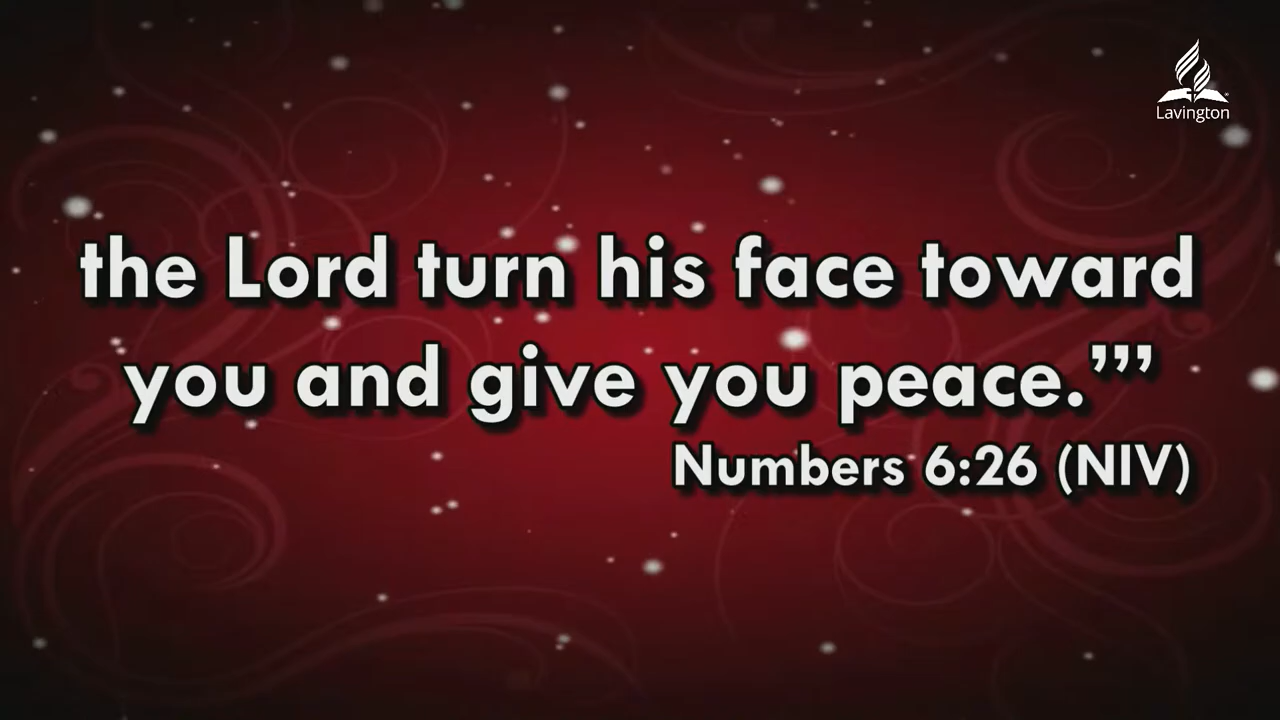 Lavington
the Lord turn his face toward
you and give you peace.”’”
Numbers 6:26 (NIV)